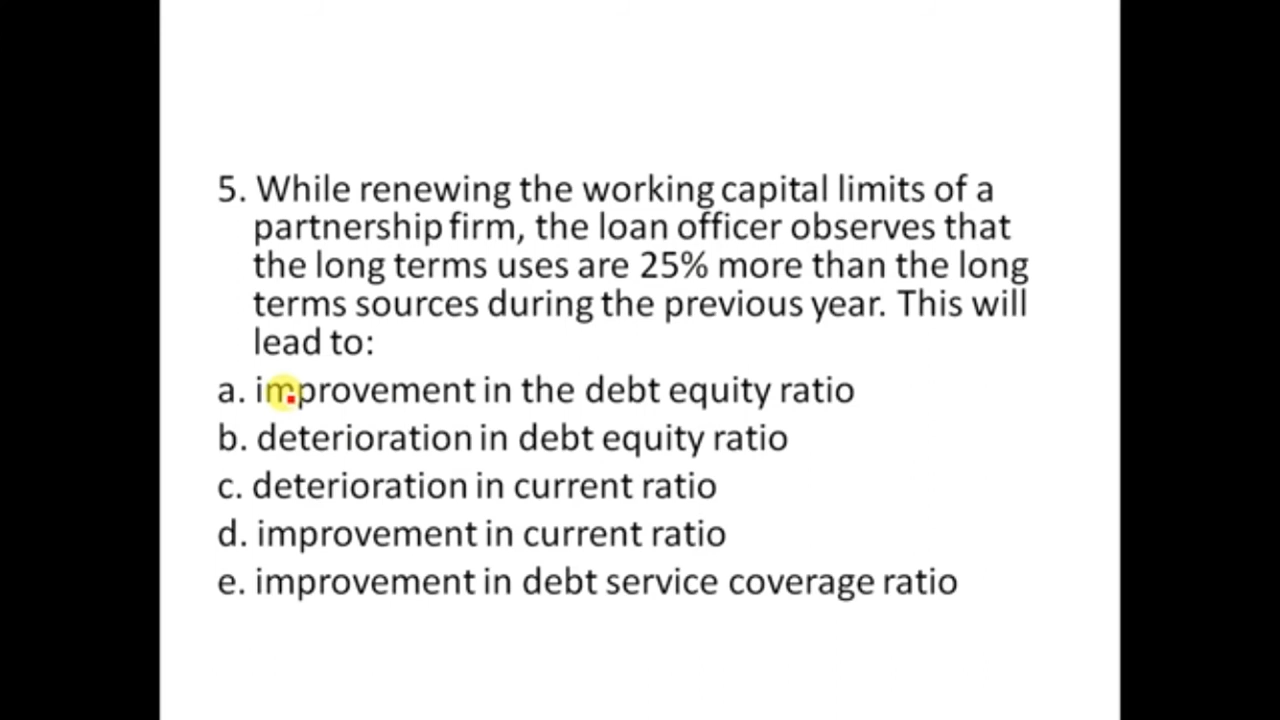 5. While renewing the working capital limits of a
partnership firm, the loan officer observes that
the long terms uses are 25% more than the long
terms sources during the previous year. This will
lead to:
a. improvement in the debt equity ratio
b. deterioration in debt equity ratio
c. deterioration in current ratio
d. improvement in current ratio
e. improvement in debt service coverage ratio